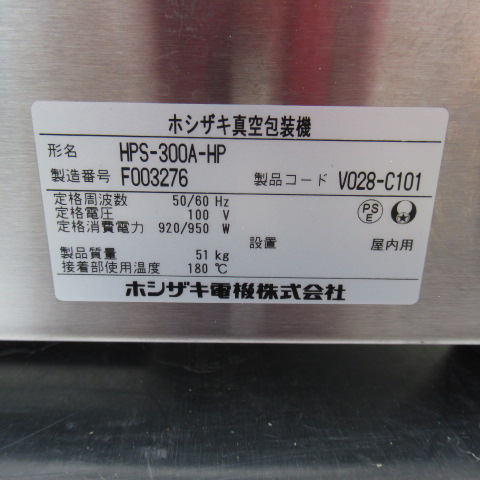 ホシザキ真空包装機
形名 HPS-300A-HP
製造番号 F003276 製品コード V028-C101
定格周波数 50/60 Hz
定格電圧 100 V
定格消費電力 920/950 W
PS
E
設置 屋内用
製品質量 51 kg
接着部使用温度 180 ℃
ホシザキ電機株式会社